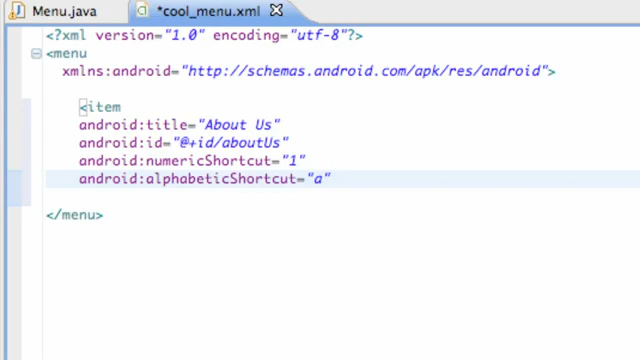 Menu.java
*cool_menu.xml
<?xml version="1.0" encoding="utf-8"?>
<menu
xmlns:android="http://schemas.android.com/apk/res/android">
<item
android:title="About Us"
android:id="@+id/aboutUs"
android:numericShortcut="1"
android:alphabeticShortcut="a"
</menu>